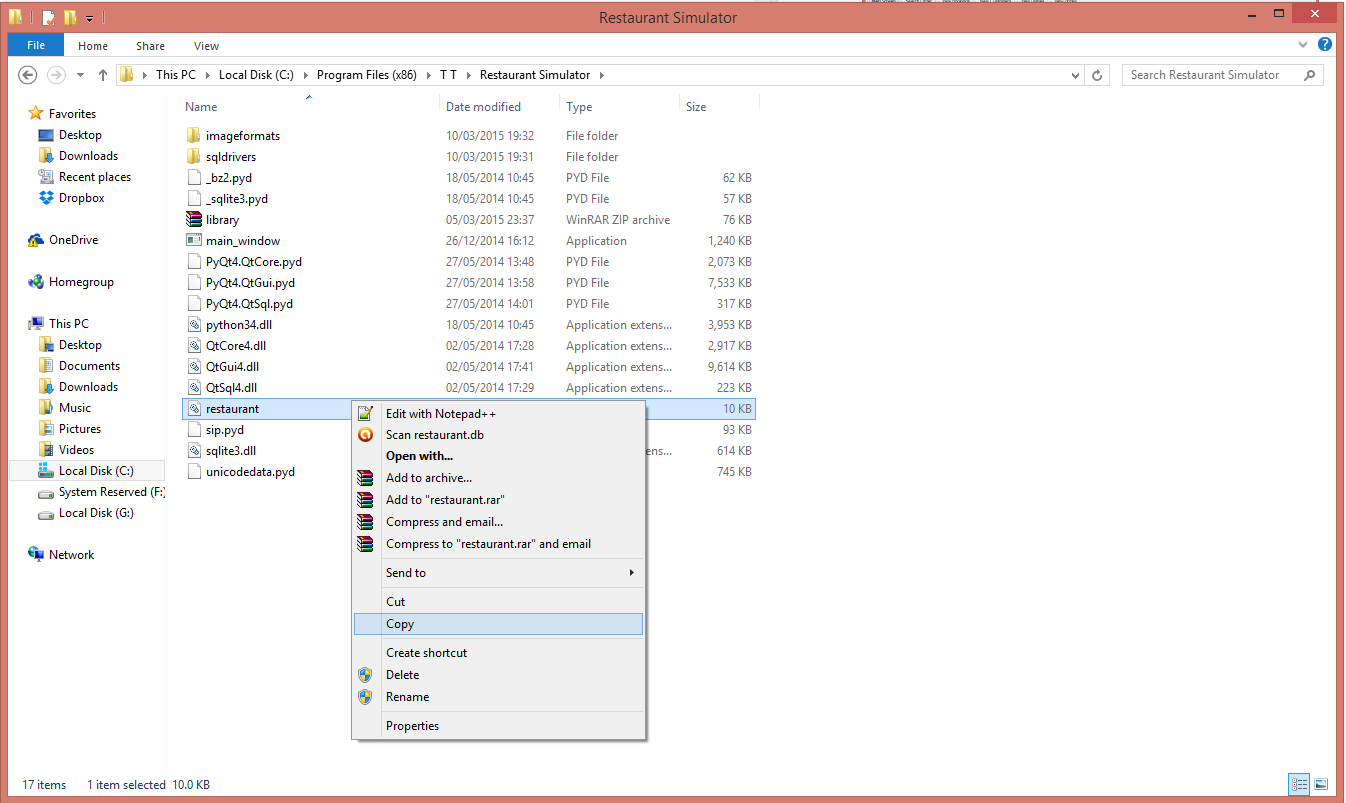 Restaurant Simulator
File Home Share View
This PC Local Disk (C:) Program Files (x86) T T Restaurant Simulator
Search Restaurant Simulator
Favorites
Desktop
Downloads
Recent places
Dropbox
OneDrive
Homegroup
This PC
Desktop
Documents
Downloads
Music
Pictures
Videos
Local Disk (C:)
System Reserved (F:)
Local Disk (G:)
Network
Name Date modified Type Size
imageformats 10/03/2015 19:32 File folder
sqldrivers 10/03/2015 19:31 File folder
_bz2.pyd 18/05/2014 10:45 PYD File 62 KB
_sqlite3.pyd 18/05/2014 10:45 PYD File 57 KB
library 05/03/2015 23:37 WinRAR ZIP archive 76 KB
main_window 26/12/2014 16:12 Application 1,240 KB
PyQt4.QtCore.pyd 27/05/2014 13:48 PYD File 2,073 KB
PyQt4.QtGui.pyd 27/05/2014 13:58 PYD File 7,533 KB
PyQt4.QtSql.pyd 27/05/2014 14:01 PYD File 317 KB
python34.dll 18/05/2014 10:45 Application extens... 3,953 KB
QtCore4.dll 02/05/2014 17:28 Application extens... 2,917 KB
QtGui4.dll 02/05/2014 17:41 Application extens... 9,614 KB
QtSql4.dll 02/05/2014 17:29 Application extens... 223 KB
restaurant 10 KB
sip.pyd 93 KB
sqlite3.dll ens... 614 KB
unicodedata.pyd 745 KB
Edit with Notepad++
Scan restaurant.db
Open with...
Add to archive...
Add to "restaurant.rar"
Compress and email...
Compress to "restaurant.rar" and email
Send to
Cut
Copy
Create shortcut
Delete
Rename
Properties
17 items 1 item selected 10.0 KB